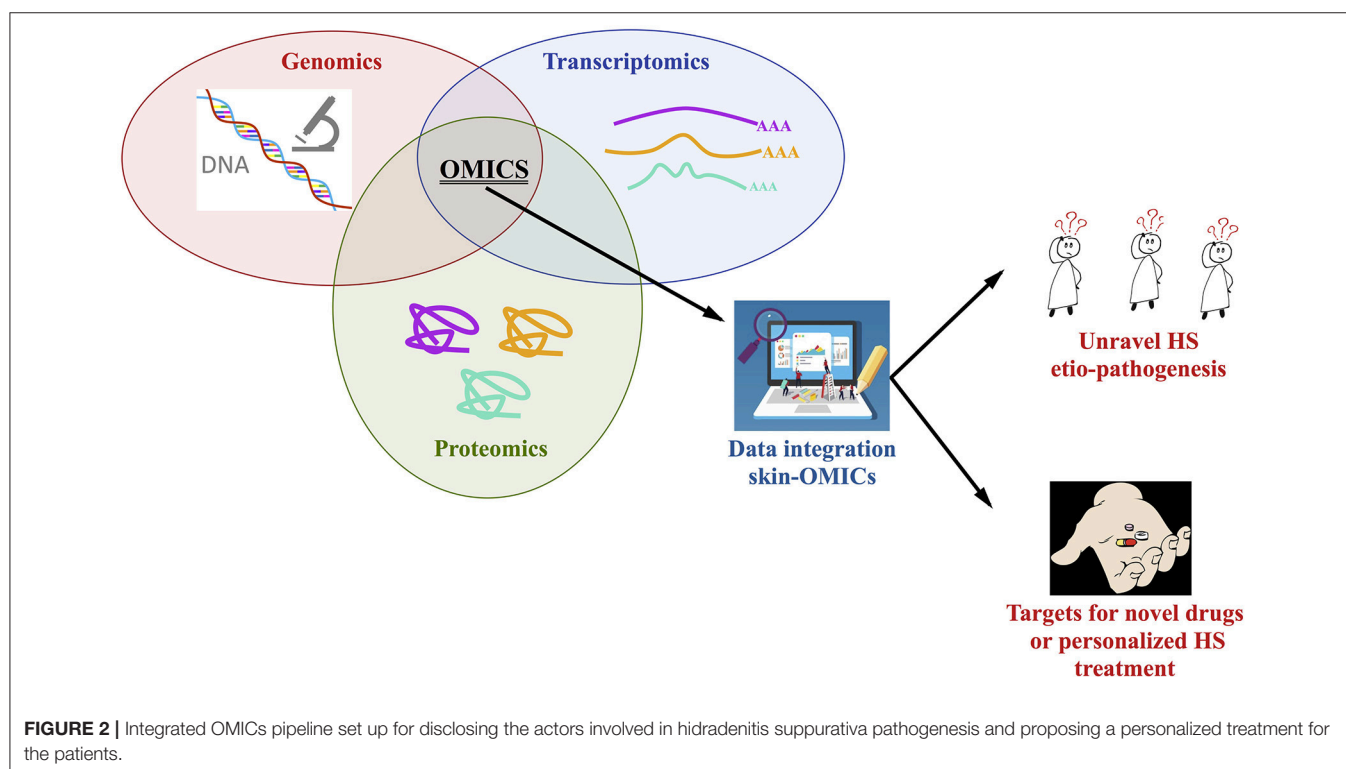 Genomics
Transcriptomics
DNA
AAA
AAA
AAA
OMICS
Proteomics
Data integration
skin-OMICs
???
???
???
Unravel HS
etio-pathogenesis
Targets for novel drugs
or personalized HS
treatment
FIGURE 2 | Integrated OMICs pipeline set up for disclosing the actors involved in hidradenitis suppurativa pathogenesis and proposing a personalized treatment for
the patients.